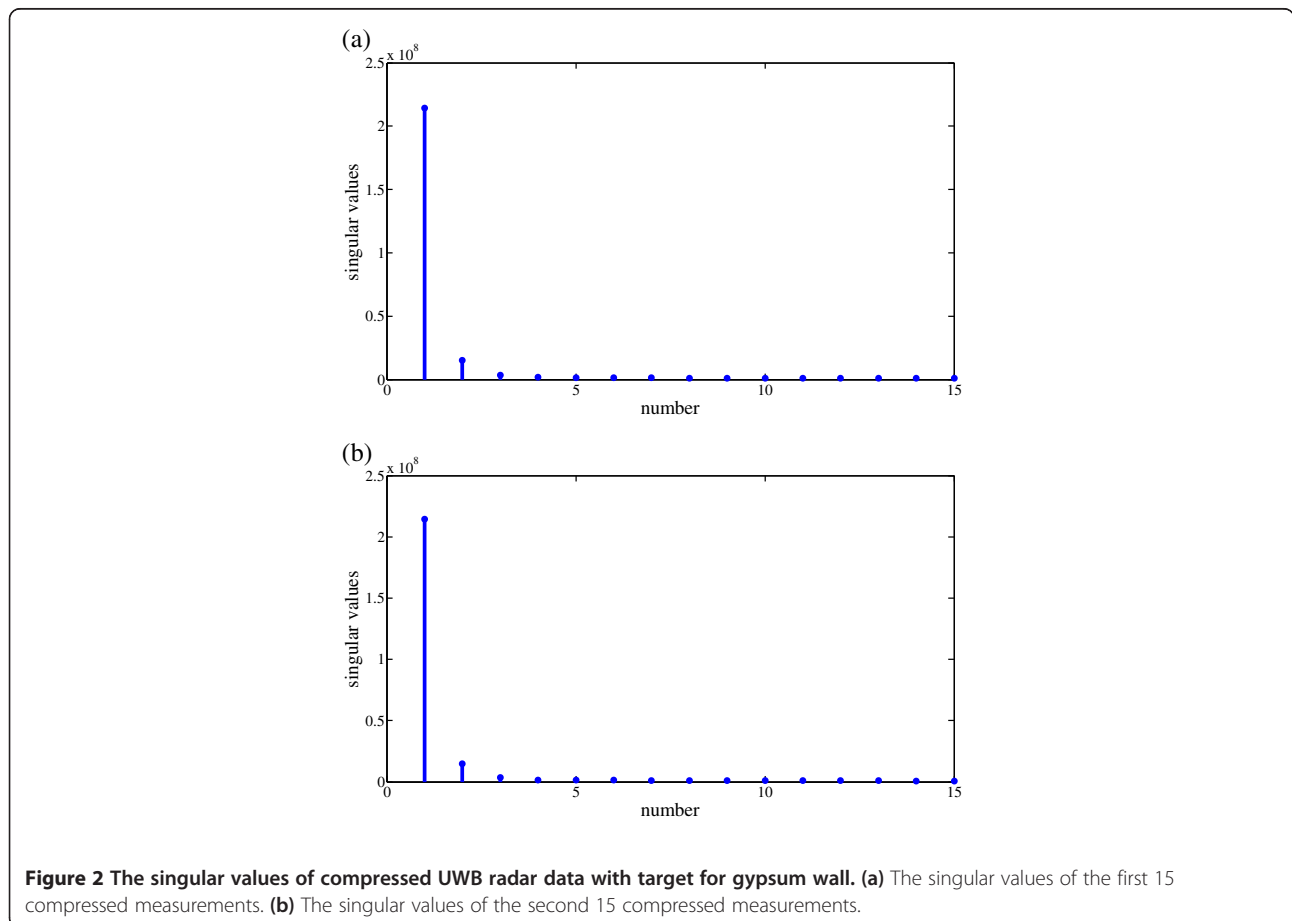 (a)
x 10^8
2.5
2
1.5
1
0.5
0
singular values
0 5 10 15
number
(b)
x 10^8
2.5
2
1.5
1
0.5
0
singular values
0 5 10 15
number
Figure 2 The singular values of compressed UWB radar data with target for gypsum wall. (a) The singular values of the first 15
compressed measurements. (b) The singular values of the second 15 compressed measurements.